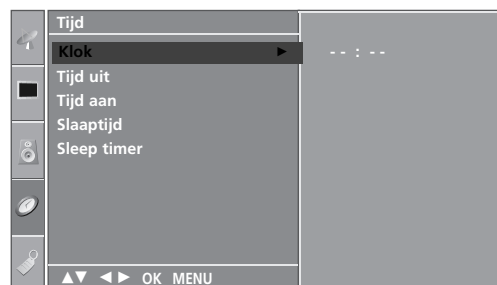 Tijd
Klok ► -- : --
Tijd uit
Tijd aan
Slaaptijd
Sleep timer
▲▼ ◄► OK MENU